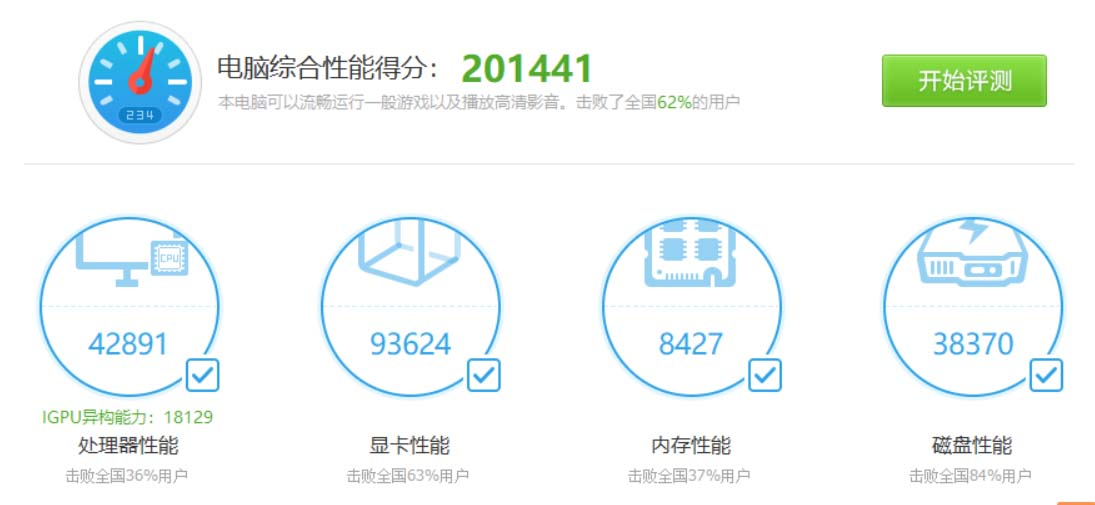 电脑综合性能得分： 201441
本电脑可以流畅运行一般游戏以及播放高清影音。击败了全国62%的用户
开始评测
234
CPU
42891
93624
8427
38370
IGPU异构能力：18129
处理器性能
显卡性能
内存性能
磁盘性能
击败全国36%用户
击败全国63%用户
击败全国37%用户
击败全国84%用户